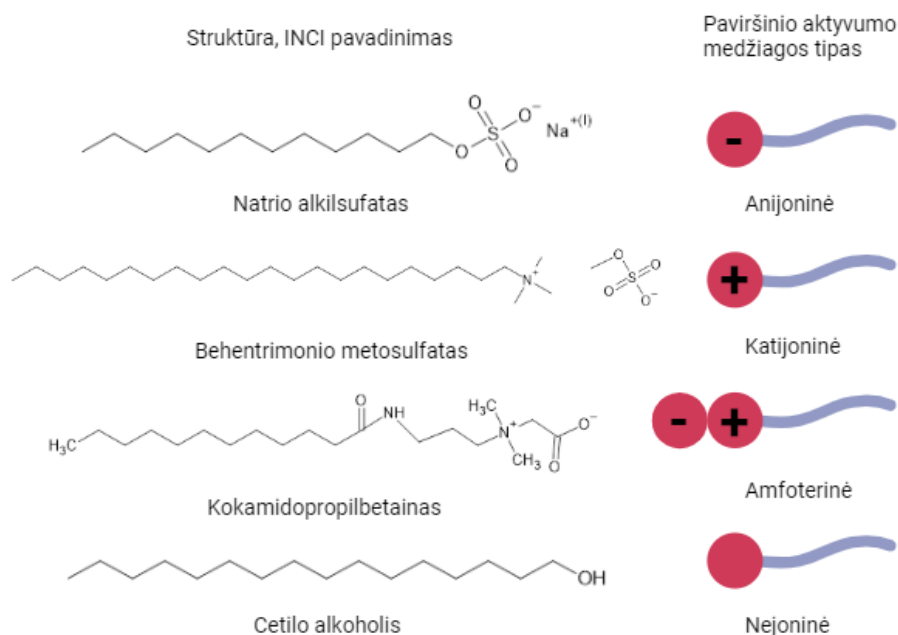 Struktūra, INCI pavadinimas
Paviršinio aktyvumo
medžiagos tipas
O
O⁻
Na⁺⁽ᴵ⁾
O
S
O
-
Natrio alkilsufatas
Anijoninė
N⁺
O
O
S
O
O⁻
+
Behentrimonio metosulfatas
Katijoninė
O
NH
H₃C
N⁺
O⁻
H₃C
CH₃
O
- +
Kokamidopropilbetainas
Amfoterinė
OH
Cetilo alkoholis
Nejoninė